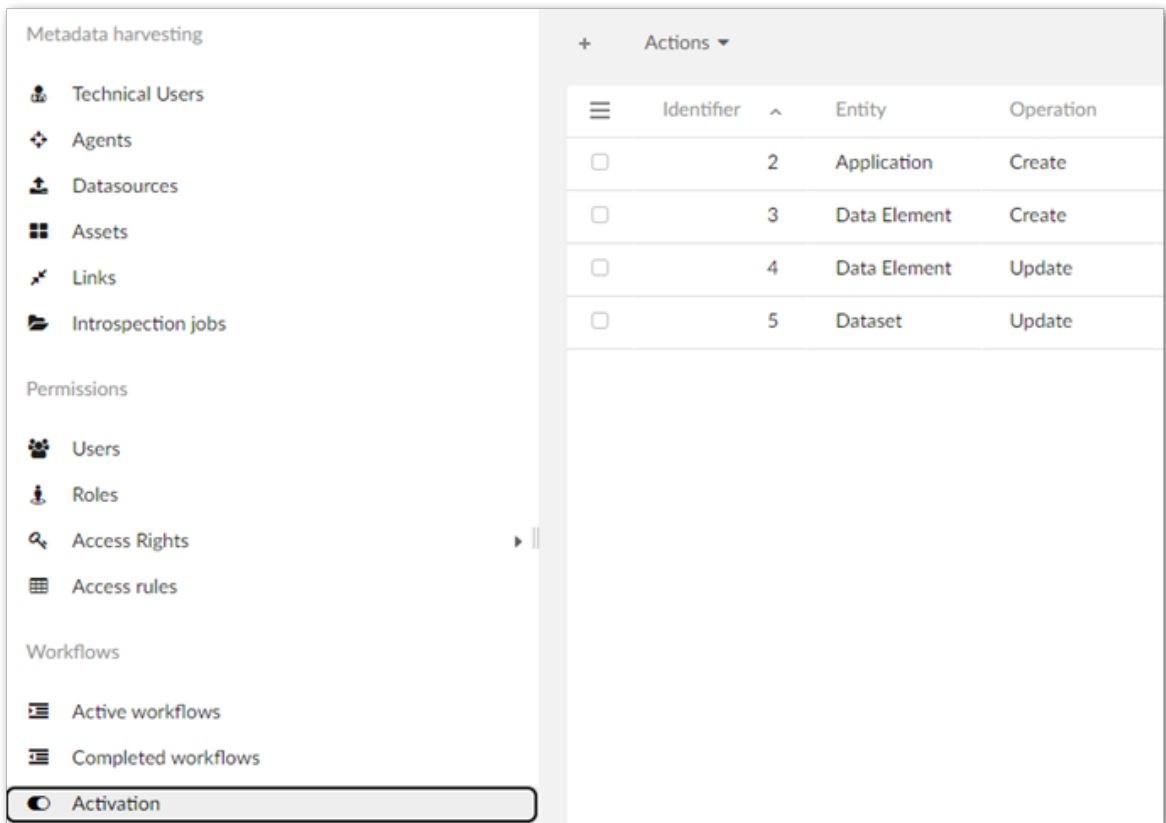 Metadata harvesting
Technical Users
Agents
Datasources
Assets
Links
Introspection jobs
Permissions
Users
Roles
Access Rights
Access rules
Workflows
Active workflows
Completed workflows
Activation
+ Actions
Identifier Entity Operation
2 Application Create
3 Data Element Create
4 Data Element Update
5 Dataset Update